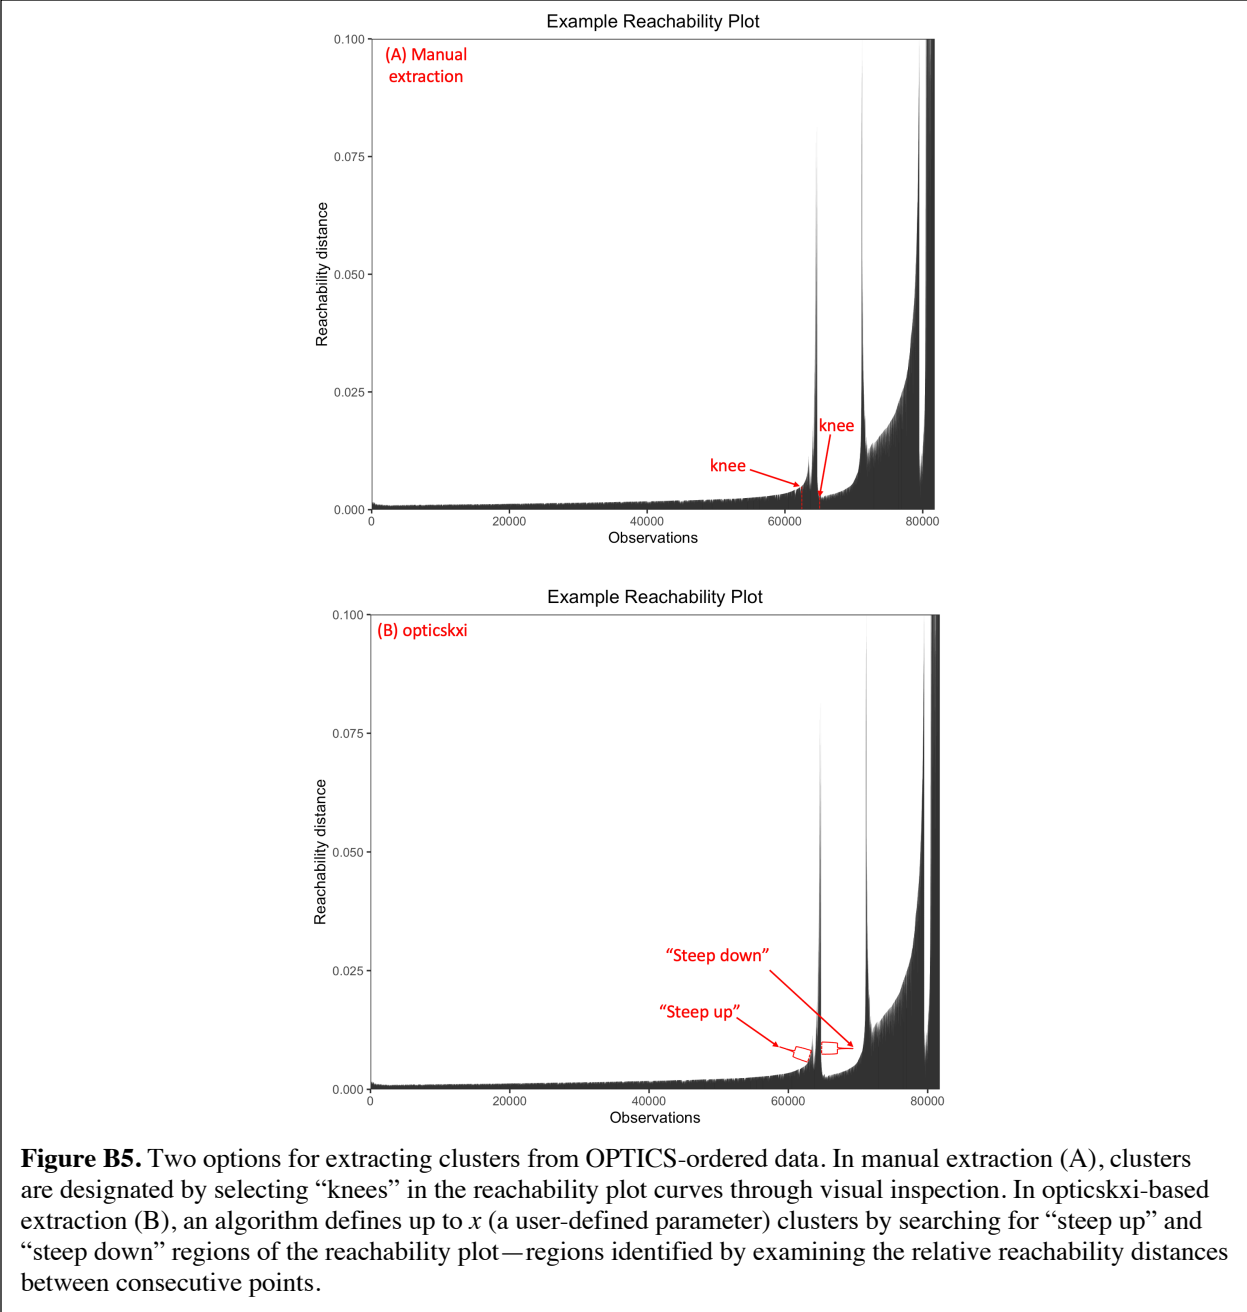 Example Reachability Plot
(A) Manual
extraction
0.100
0.075
0.050
0.025
0.000
Reachability distance
knee
knee
0
20000
40000
60000
80000
Observations
Example Reachability Plot
(B) opticskxi
0.100
0.075
0.050
0.025
0.000
Reachability distance
“Steep down”
“Steep up”
0
20000
40000
60000
80000
Observations
Figure B5. Two options for extracting clusters from OPTICS-ordered data. In manual extraction (A), clusters
are designated by selecting “knees” in the reachability plot curves through visual inspection. In opticskxi-based
extraction (B), an algorithm defines up to x (a user-defined parameter) clusters by searching for “steep up” and
“steep down” regions of the reachability plot—regions identified by examining the relative reachability distances
between consecutive points.